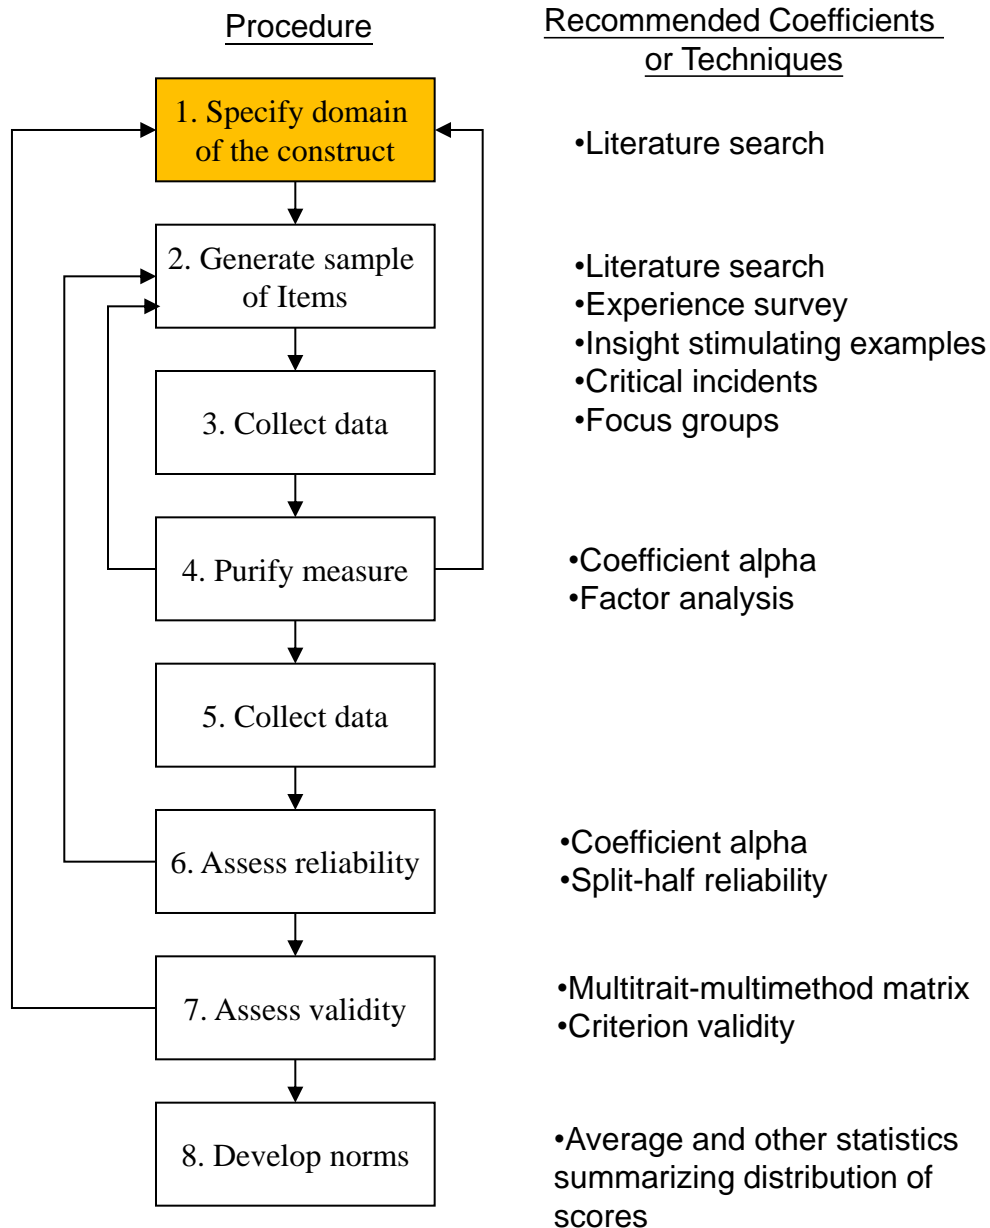 Procedure
Recommended Coefficients
or Techniques
1. Specify domain
of the construct
•Literature search
2. Generate sample
of Items
•Literature search
•Experience survey
•Insight stimulating examples
•Critical incidents
•Focus groups
3. Collect data
4. Purify measure
•Coefficient alpha
•Factor analysis
5. Collect data
6. Assess reliability
•Coefficient alpha
•Split-half reliability
7. Assess validity
•Multitrait-multimethod matrix
•Criterion validity
8. Develop norms
•Average and other statistics
summarizing distribution of
scores